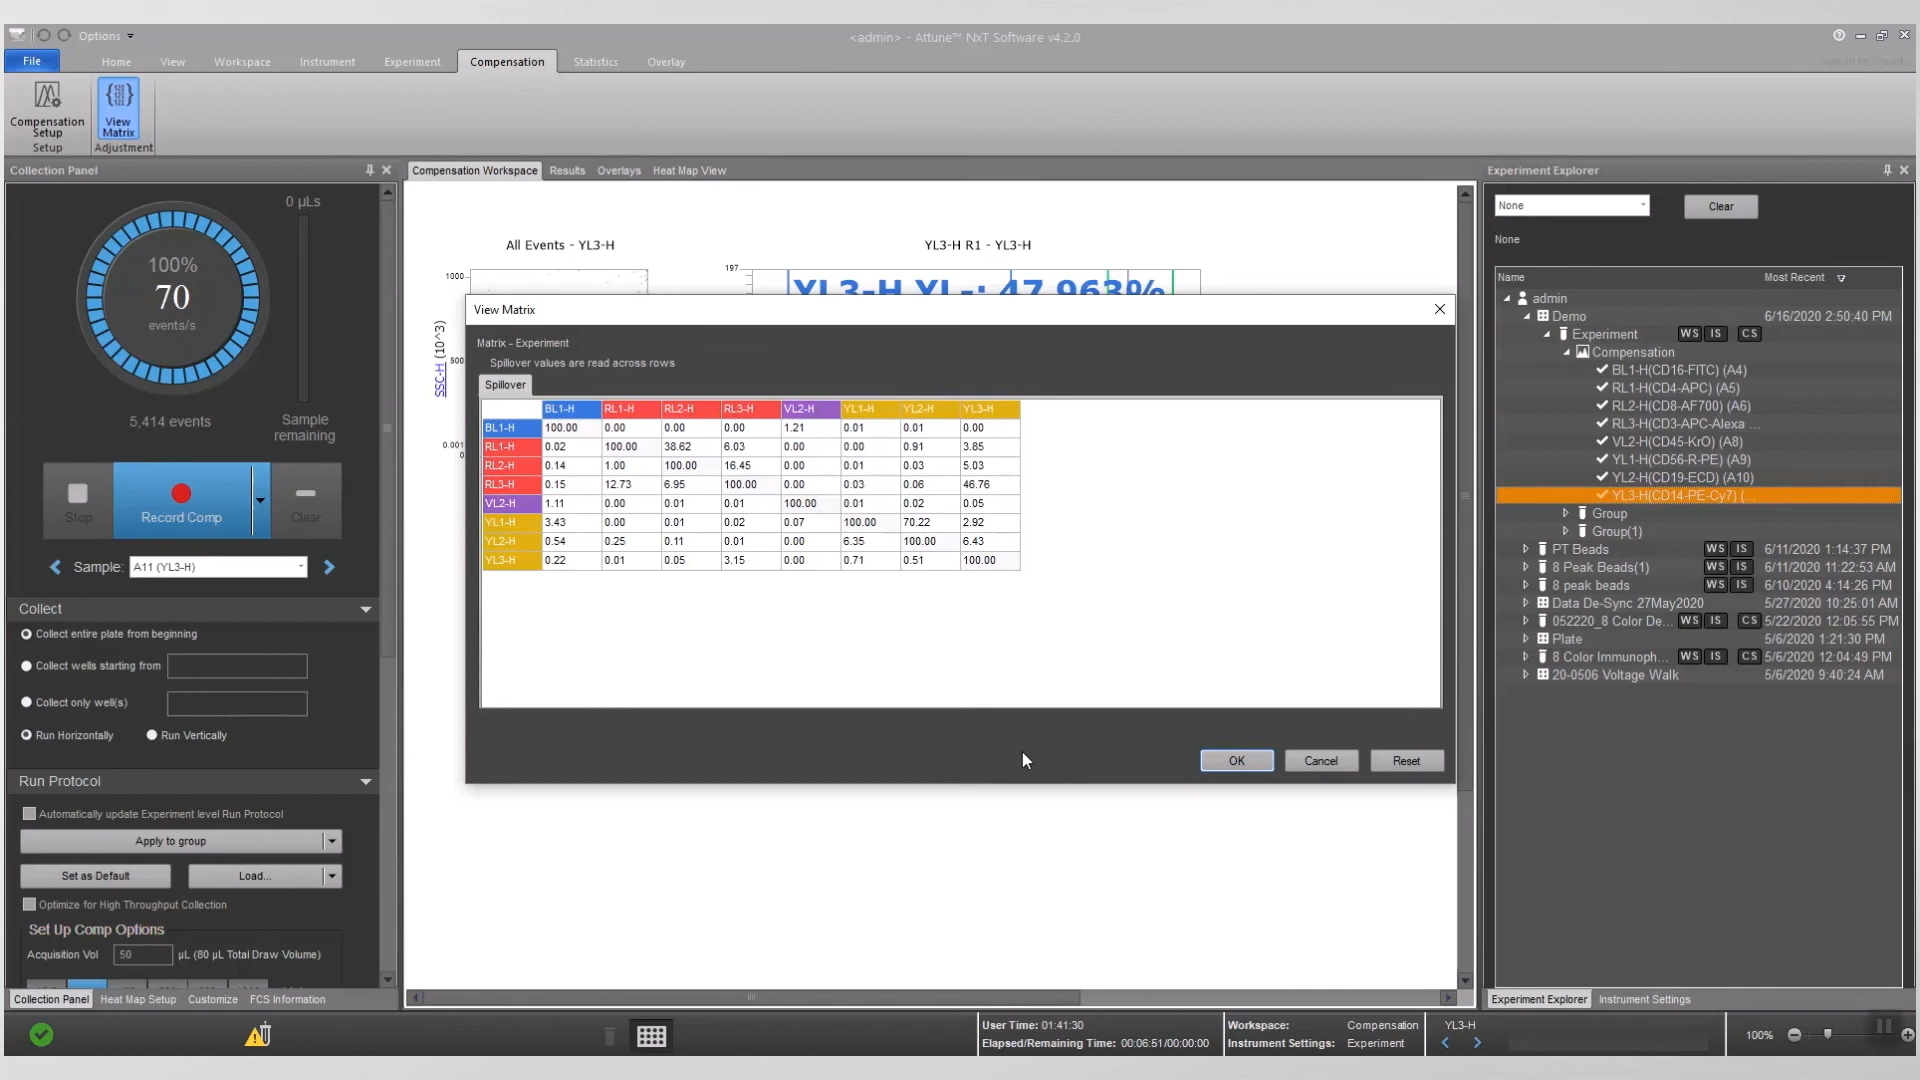 Options
<admin> - Attune™ NxT Software v4.2.0
File Home View Workspace Instrument Experiment Compensation Statistics Overlay
Compensation Setup
View Matrix
Setup Adjustment
Collection Panel
0 µLs
100%
70
events/s
5,414 events
Sample remaining
Stop
Record Comp
Clear
Sample: A11 (YL3-H)
Collect
Collect entire plate from beginning
Collect wells starting from
Collect only well(s)
Run Horizontally Run Vertically
Run Protocol
Automatically update Experiment level Run Protocol
Apply to group
Set as Default Load...
Optimize for High Throughput Collection
Set Up Comp Options
Acquisition Vol 50 µL (80 µL Total Draw Volume)
Collection Panel Heat Map Setup Customize FCS Information
Compensation Workspace Results Overlays Heat Map View
All Events - YL3-H
YL3-H R1 - YL3-H
1000
500
0.001
SSC-H (10^3)
197
YL3-H YL-: 47.963%
View Matrix
Matrix - Experiment
Spillover values are read across rows
Spillover
BL1-H RL1-H RL2-H RL3-H VL2-H YL1-H YL2-H YL3-H
BL1-H 100.00 0.00 0.00 0.00 1.21 0.01 0.01 0.00
RL1-H 0.02 100.00 38.62 6.03 0.00 0.00 0.91 3.85
RL2-H 0.14 1.00 100.00 16.45 0.00 0.01 0.03 5.03
RL3-H 0.15 12.73 6.95 100.00 0.00 0.03 0.06 46.76
VL2-H 1.11 0.00 0.01 0.01 100.00 0.01 0.02 0.05
YL1-H 3.43 0.00 0.01 0.02 0.07 100.00 70.22 2.92
YL2-H 0.54 0.25 0.11 0.01 0.00 6.35 100.00 6.43
YL3-H 0.22 0.01 0.05 3.15 0.00 0.71 0.51 100.00
OK Cancel Reset
Experiment Explorer
None Clear
None
Name Most Recent
admin
Demo 6/16/2020 2:50:40 PM
Experiment WS IS CS
Compensation
BL1-H(CD16-FITC) (A4)
RL1-H(CD4-APC) (A5)
RL2-H(CD8-AF700) (A6)
RL3-H(CD3-APC-Alexa ...
VL2-H(CD45-KrO) (A8)
YL1-H(CD56-R-PE) (A9)
YL2-H(CD19-ECD) (A10)
YL3-H(CD14-PE-Cy7) (...
Group
Group(1)
PT Beads WS IS 6/11/2020 1:14:37 PM
8 Peak Beads(1) WS IS 6/11/2020 11:22:53 AM
8 peak beads WS IS 6/10/2020 4:14:26 PM
Data De-Sync 27May2020 5/27/2020 10:25:01 AM
052220_8 Color De... WS IS CS 5/22/2020 12:05:55 PM
Plate 5/6/2020 1:21:30 PM
8 Color Immunoph... WS IS CS 5/6/2020 12:04:49 PM
20-0506 Voltage Walk 5/6/2020 9:40:24 AM
Experiment Explorer Instrument Settings
User Time: 01:41:30
Elapsed/Remaining Time: 00:06:51/00:00:00
Workspace: Compensation
Instrument Settings: Experiment
YL3-H
100%